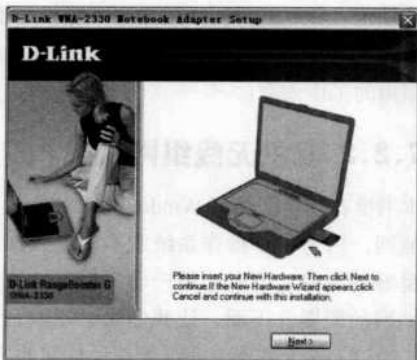 D-Link WNA-2330 Notebook Adapter Setup
D-Link
D-Link RangeBooster G
WNA-2330
Please insert your New Hardware. Then click Next to
continue.If the New Hardware Wizard appears,click
Cancel and continue with this installation.
Next >